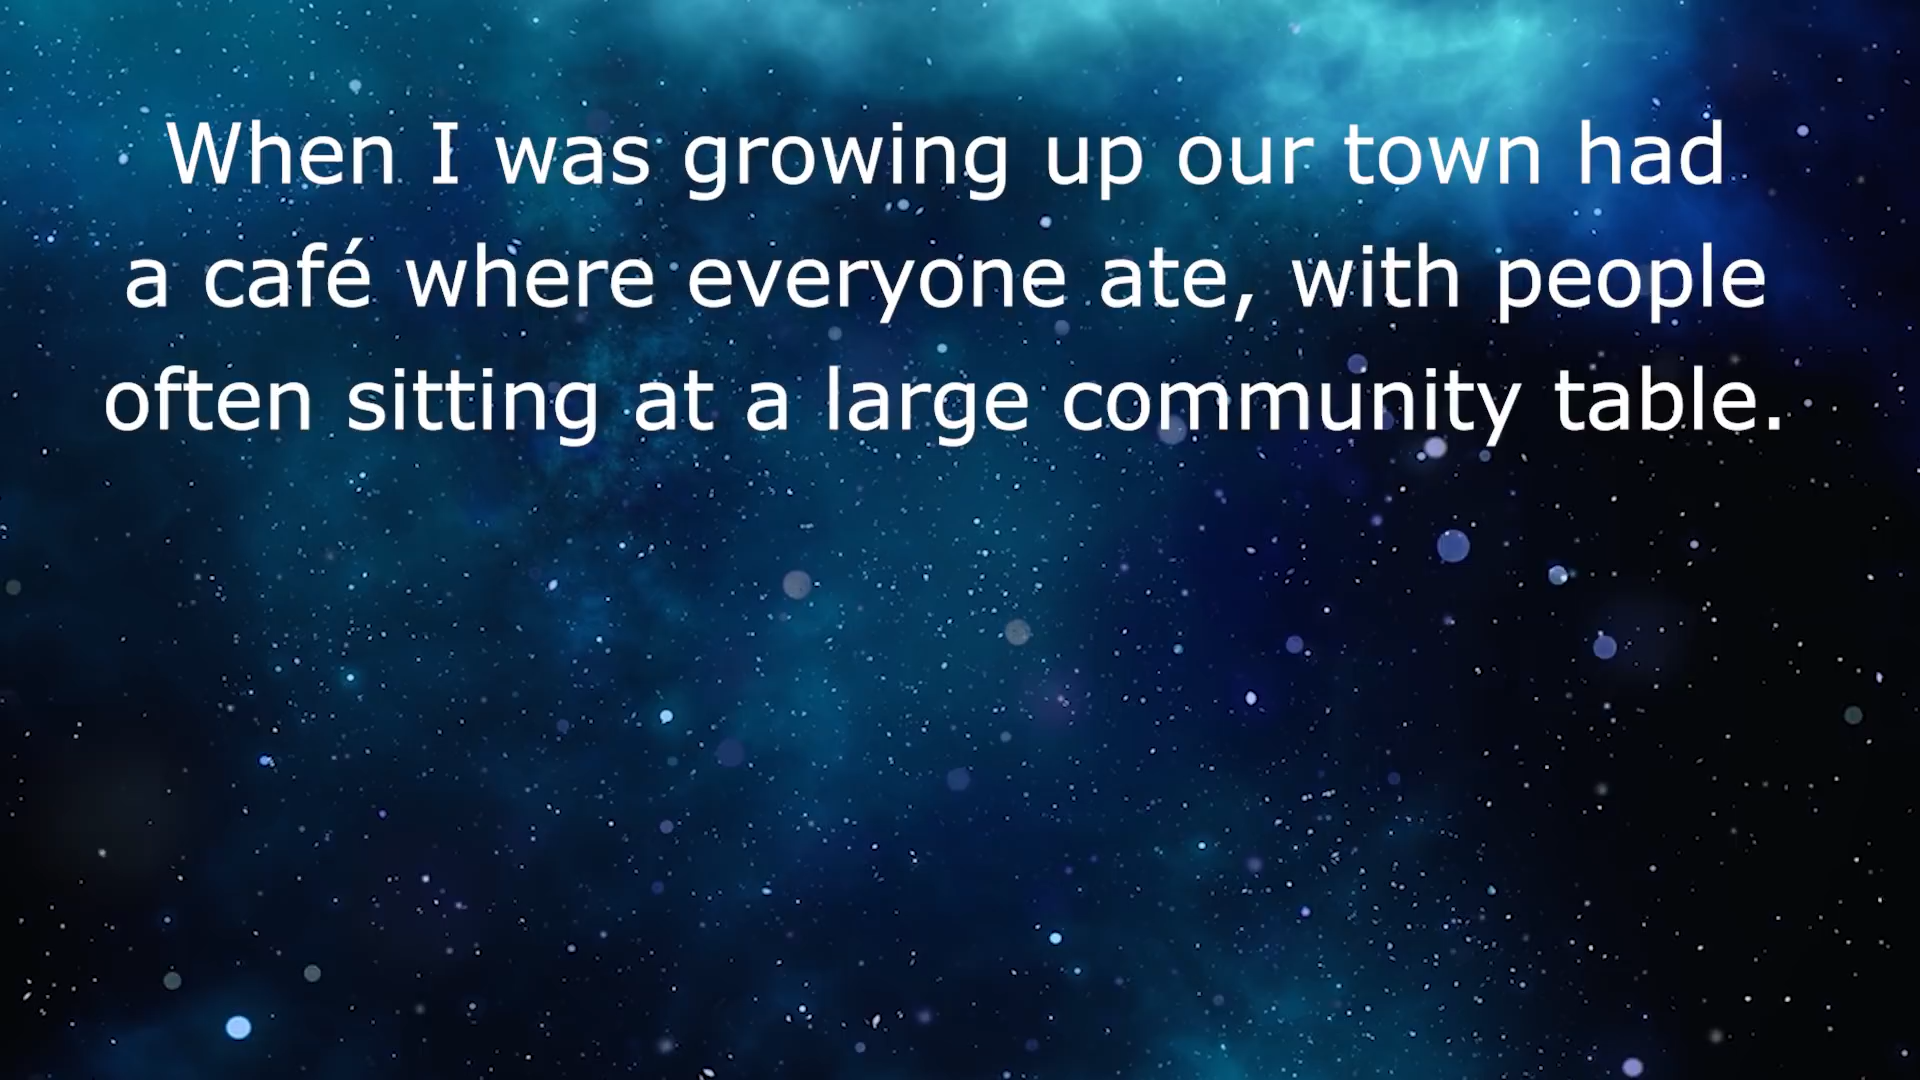 When I was growing up our town had
a café where everyone ate, with people
often sitting at a large community table.